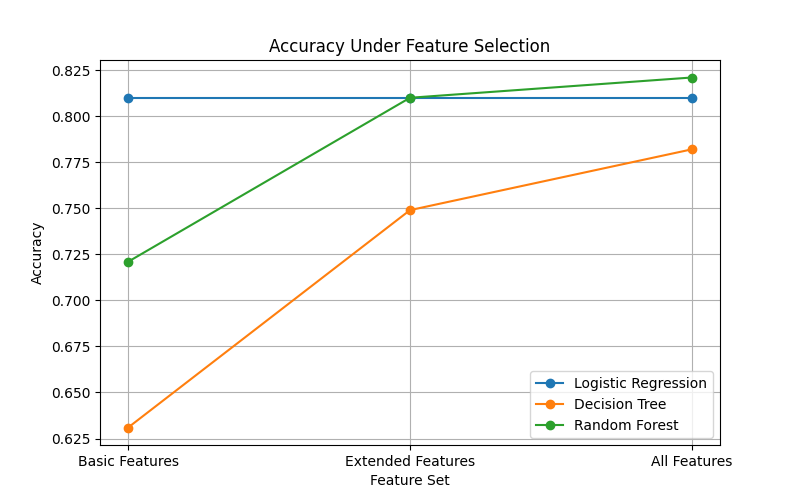 Accuracy Under Feature Selection
Accuracy
0.825
0.800
0.775
0.750
0.725
0.700
0.675
0.650
0.625
Logistic Regression
Decision Tree
Random Forest
Basic Features
Extended Features
All Features
Feature Set